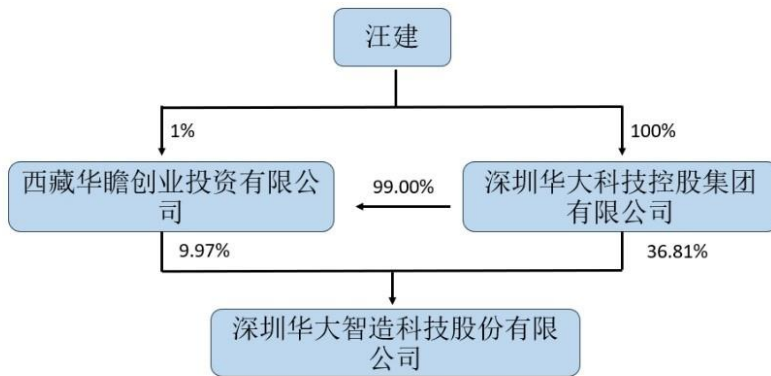 汪建
1%
100%
西藏华瞻创业投资有限公
司
99.00%
深圳华大科技控股集团
有限公司
9.97%
36.81%
深圳华大智造科技股份有限
公司